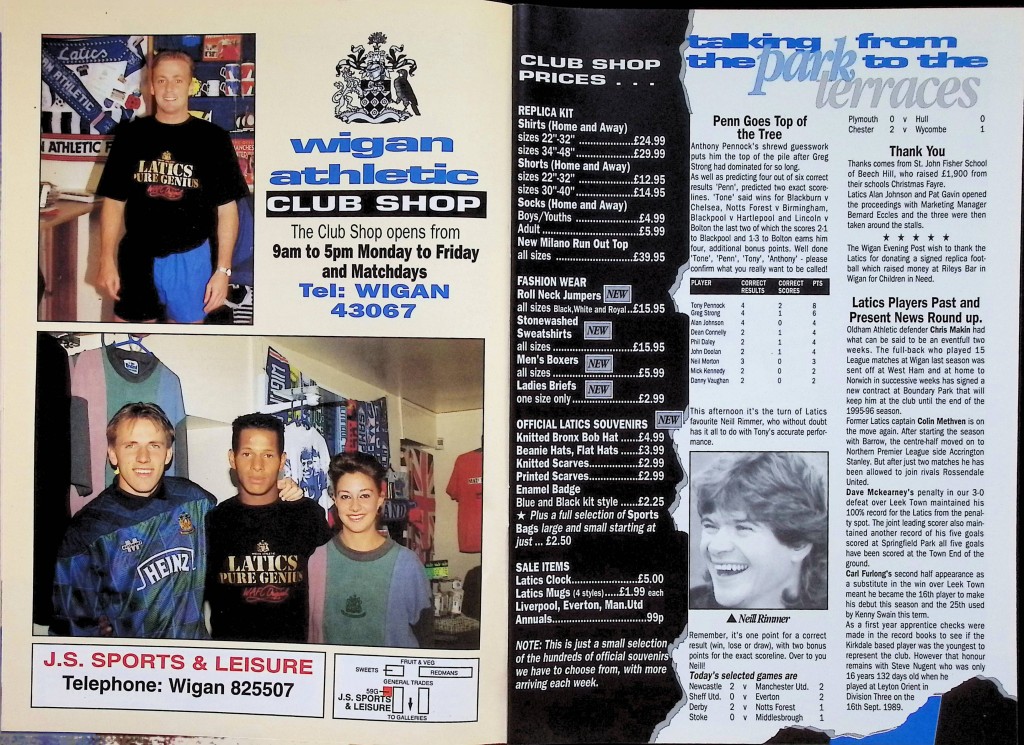 Latics
WIGAN ATHLETIC
N ATHLETIC F
LATICS
PURE GENIUS
wigan
athletic
CLUB SHOP
The Club Shop opens from
9am to 5pm Monday to Friday
and Matchdays
Tel: WIGAN
43067
HEINZ
LATICS
PURE GENIUS
J.S. SPORTS & LEISURE
Telephone: Wigan 825507
FRUIT & VEG
SWEETS
REDMANS
GENERAL TRADES
59G
J.S. SPORTS
& LEISURE
TO GALLERIES
CLUB SHOP
PRICES . . .
REPLICA KIT
Shirts (Home and Away)
sizes 22"-32" ....................£24.99
sizes 34"-48" ....................£29.99
Shorts (Home and Away)
sizes 22"-32" ....................£12.95
sizes 30"-40"....................£14.95
Socks (Home and Away)
Boys/Youths ......................£4.99
Adult ..................................£5.99
New Milano Run Out Top
all sizes ............................£39.95
FASHION WEAR
Roll Neck Jumpers NEW
all sizes Black,White and Royal...£15.95
Stonewashed
Sweatshirts NEW
all sizes ............................£15.95
Men's Boxers NEW
all sizes ..............................£5.99
Ladies Briefs NEW
one size only ....................£2.99
OFFICIAL LATICS SOUVENIRS NEW
Knitted Bronx Bob Hat ......£4.99
Beanie Hats, Flat Hats ......£3.99
Knitted Scarves..................£2.99
Printed Scarves..................£2.99
Enamel Badge
Blue and Black kit style .....£2.25
★ Plus a full selection of Sports
Bags large and small starting at
just ... £2.50
SALE ITEMS
Latics Clock.......................£5.00
Latics Mugs (4 styles).....£1.99 each
Liverpool, Everton, Man.Utd
Annuals..............................99p
NOTE: This is just a small selection
of the hundreds of official souvenirs
we have to choose from, with more
arriving each week.
talking from
the park to the
terraces
Penn Goes Top of
the Tree
Anthony Pennock's shrewd guesswork
puts him the top of the pile after Greg
Strong had dominated for so long.
As well as predicting four out of six correct
results 'Penn', predicted two exact score-
lines. 'Tone' said wins for Blackburn v
Chelsea, Notts Forest v Birmingham,
Blackpool v Hartlepool and Lincoln v
Bolton the last two of which the scores 2-1
to Blackpool and 1-3 to Bolton earns him
four, additional bonus points. Well done
'Tone', 'Penn', Tony', 'Anthony' - please
confirm what you really want to be called!
PLAYER CORRECT RESULTS CORRECT SCORES PTS
Tony Pennock 4 2 8
Greg Strong 4 1 6
Alan Johnson 4 0 4
Dean Connelly 2 1 4
Phil Daley 2 1 4
John Doolan 2 1 4
Neil Morton 3 0 3
Mick Kennedy 2 0 2
Danny Vaughan 2 0 2
This afternoon it's the turn of Latics
favourite Neill Rimmer, who without doubt
has it all to do with Tony's accurate perfor-
mance.
▲ Neill Rimmer
Remember, it's one point for a correct
result (win, lose or draw), with two bonus
points for the exact scoreline. Over to you
Neill!
Today's selected games are
Newcastle 2 v Manchester Utd. 2
Sheff Utd. 0 v Everton 2
Derby 2 v Notts Forest 1
Stoke 0 v Middlesbrough 1
Plymouth 0 v Hull 0
Chester 2 v Wycombe 1
Thank You
Thanks comes from St. John Fisher School
of Beech Hill, who raised £1,900 from
their schools Christmas Fayre.
Latics Alan Johnson and Pat Gavin opened
the proceedings with Marketing Manager
Bernard Eccles and the three were then
taken around the stalls.
★ ★ ★ ★ ★
The Wigan Evening Post wish to thank the
Latics for donating a signed replica foot-
ball which raised money at Rileys Bar in
Wigan for Children in Need.
Latics Players Past and
Present News Round up.
Oldham Athletic defender Chris Makin had
what can be said to be an eventfull two
weeks. The full-back who played 15
League matches at Wigan last season was
sent off at West Ham and at home to
Norwich in successive weeks has signed a
new contract at Boundary Park that will
keep him at the club until the end of the
1995-96 season.
Former Latics captain Colin Methven is on
the move again. After starting the season
with Barrow, the centre-half moved on to
Northern Premier League side Accrington
Stanley. But after just two matches he has
been allowed to join rivals Rossendale
United.
Dave Mckearney's penalty in our 3-0
defeat over Leek Town maintained his
100% record for the Latics from the penal-
ty spot. The joint leading scorer also main-
tained another record of his five goals
scored at Springfield Park all five goals
have been scored at the Town End of the
ground.
Carl Furlong's second half appearance as
a substitute in the win over Leek Town
meant he became the 16th player to make
his debut this season and the 25th used
by Kenny Swain this term.
As a first year apprentice checks were
made in the record books to see if the
Kirkdale based player was the youngest to
represent the club. However that honour
remains with Steve Nugent who was only
16 years 132 days old when he
played at Leyton Orient in
Division Three on the
16th Sept. 1989.